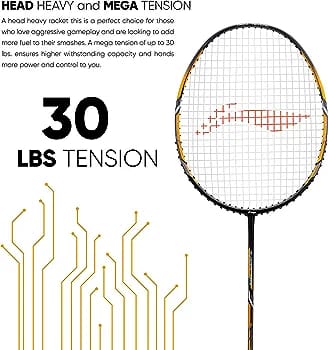 HEAD HEAVY and MEGA TENSION
A head heavy racket this is a perfect choice for those
who love aggressive gameplay and are looking to add
more fuel to their smashes. A mega tension of up to 30
lbs. ensures higher withstanding capacity and hands
more power and control to you.
30
LBS TENSION